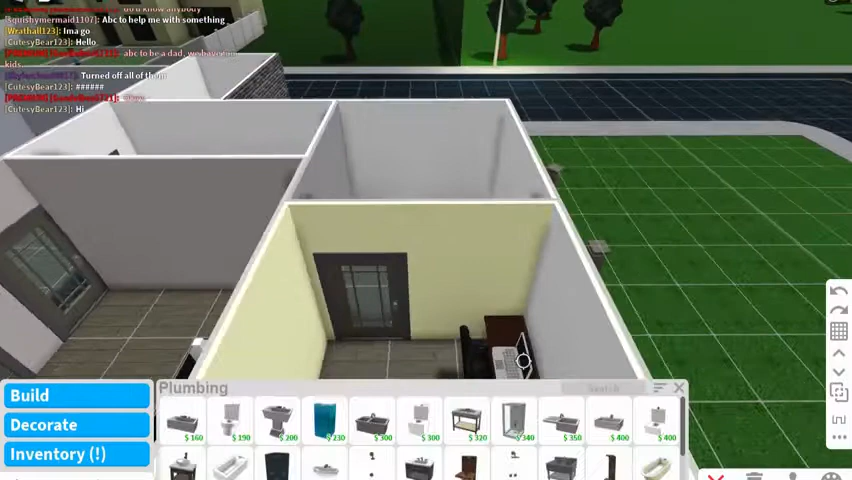 [squishymermaid1107]: Abc to help me with something
[Wrathall123]: Ima go
[CutesyBear123]: Hello
abc to be a dad, we have no
kids
Turned off all of them
[CutesyBear123]: ######
[CutesyBear123]: Hi
Build
Decorate
Inventory (!)
Plumbing
Search
$ 160
$ 190
$ 200
$ 230
$ 300
$ 300
$ 320
$ 340
$ 350
$ 400
$ 400